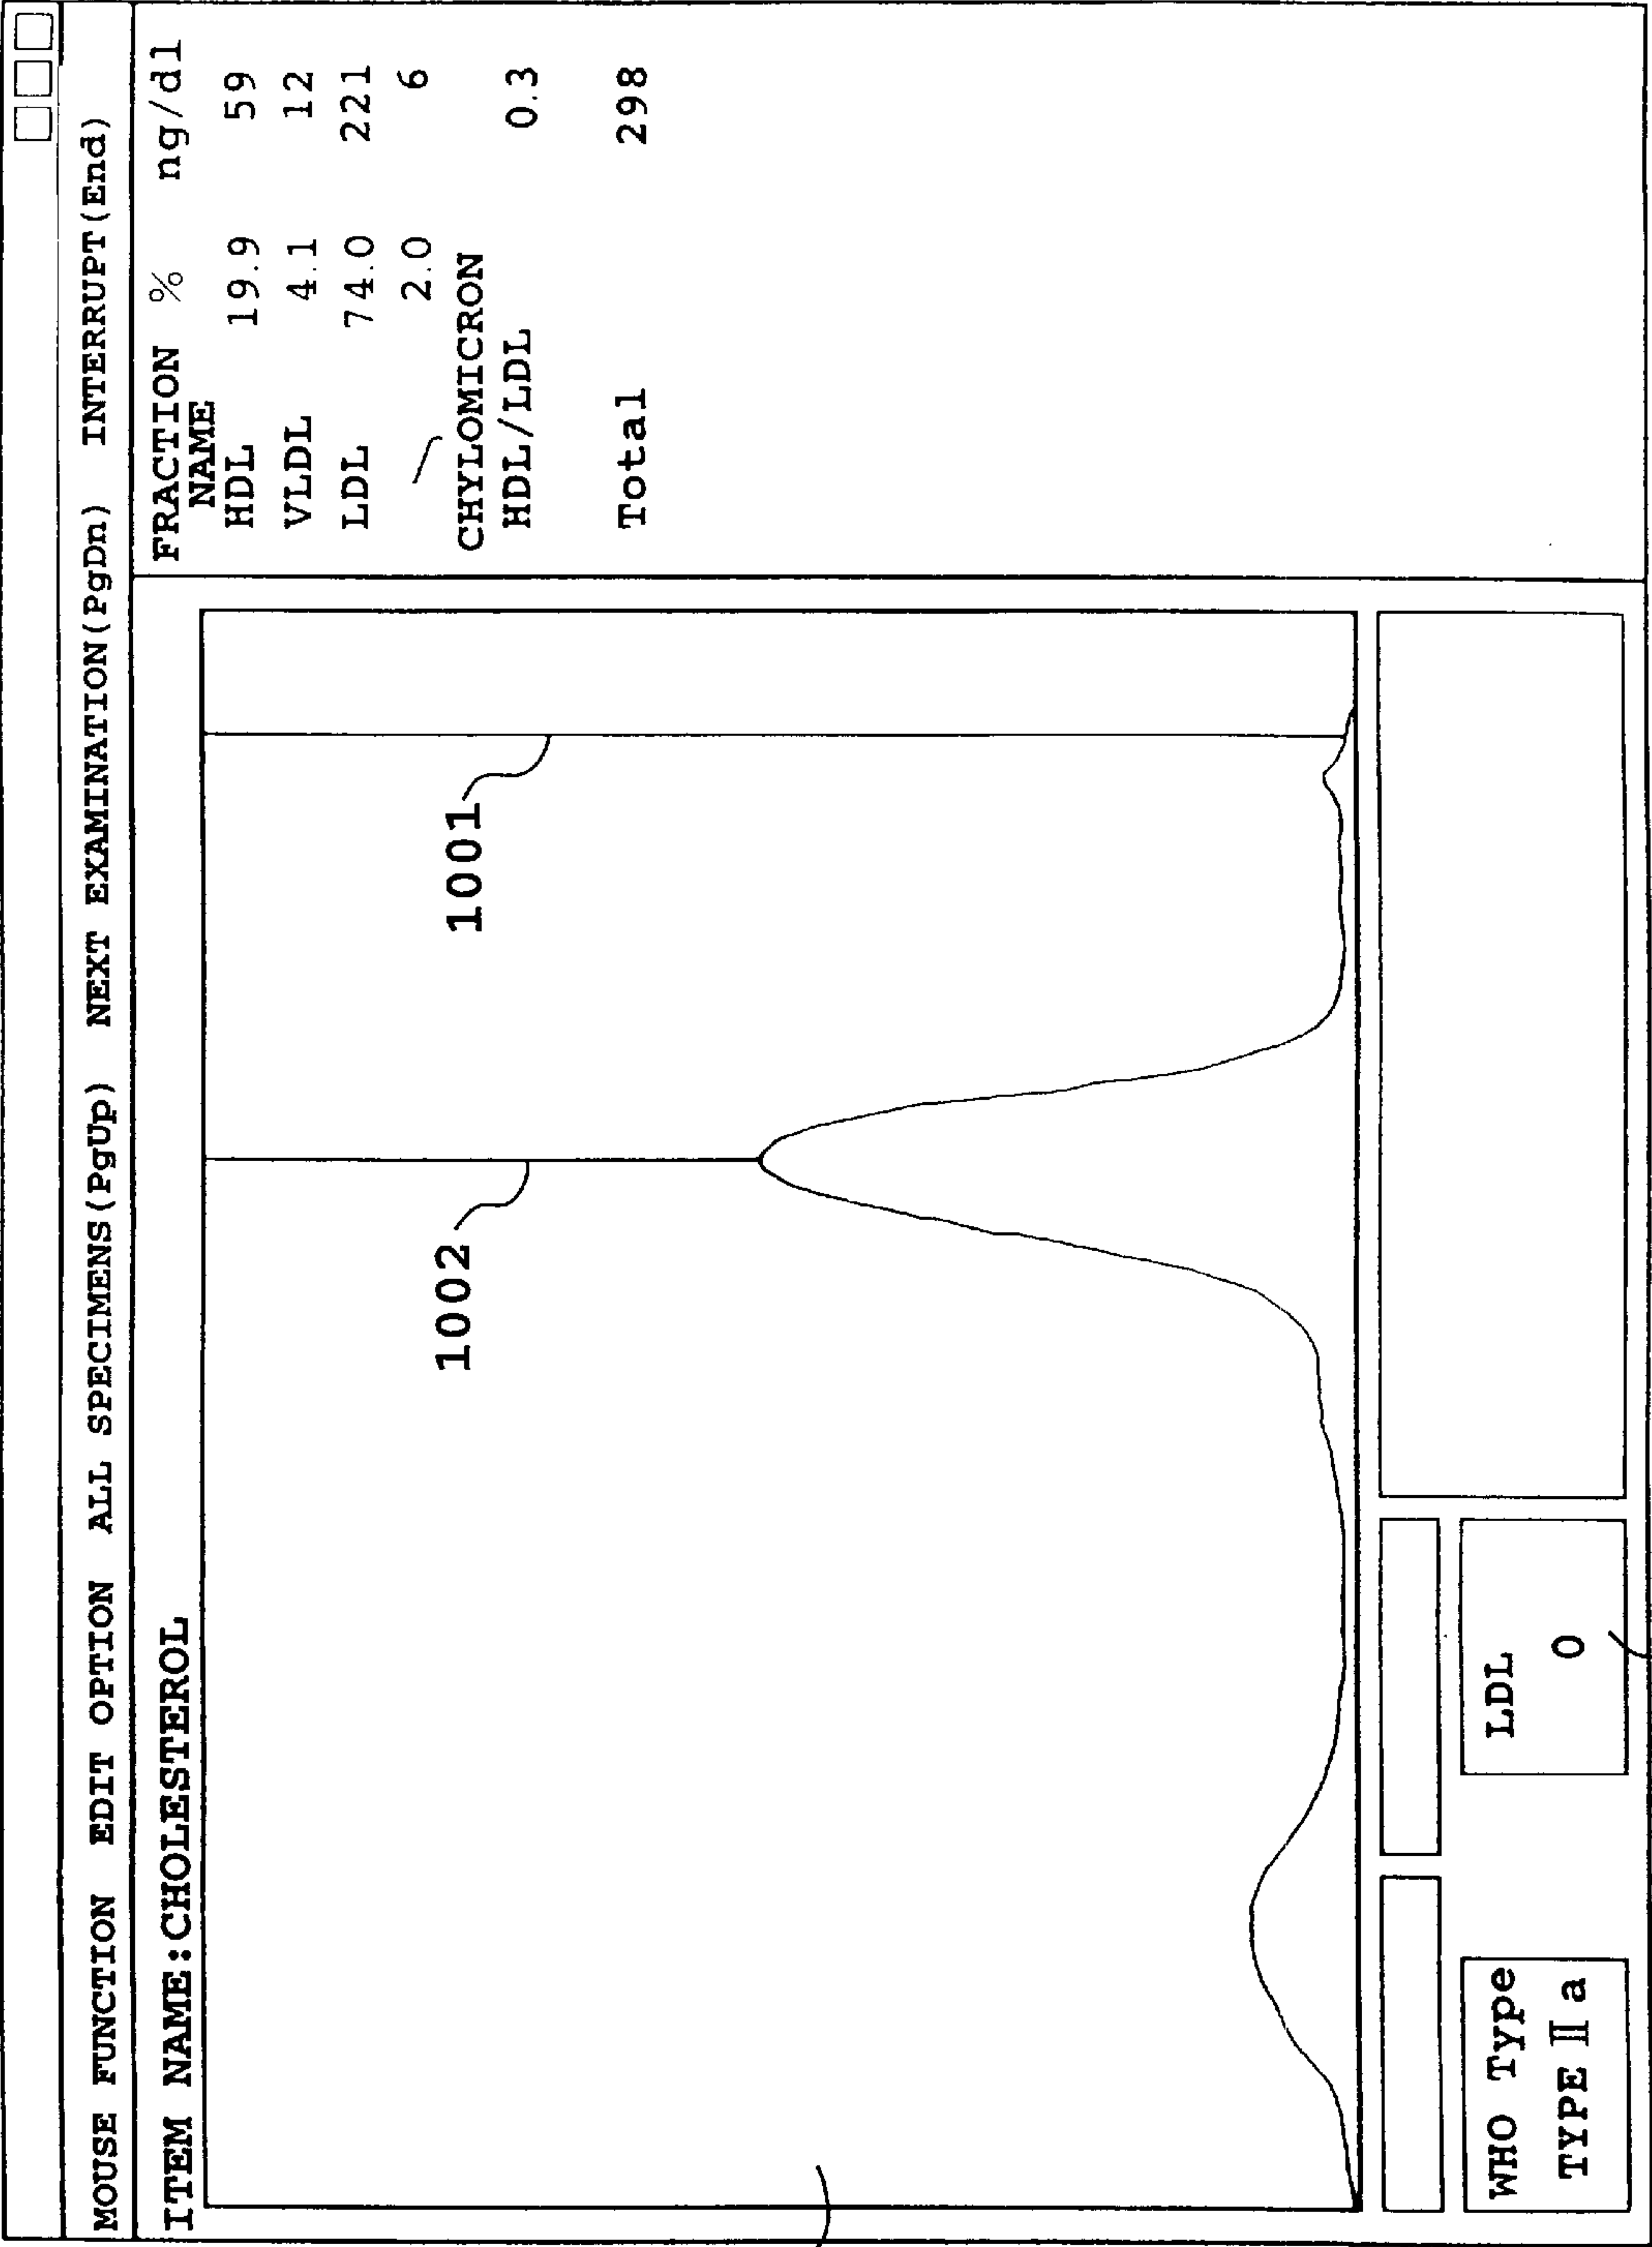 MOUSE FUNCTION EDIT OPTION ALL SPECIMENS(PgUp) NEXT EXAMINATION(PgDn) INTERRUPT(End)
ITEM NAME:CHOLESTEROL
1002
1001
FRACTION % ng/dl
NAME
HDL 19.9 59
VLDL 4.1 12
LDL 74.0 221
2.0 6
CHYLOMICRON
HDL/LDL 0.3
Total 298
WHO Type
TYPE II a
LDL
0